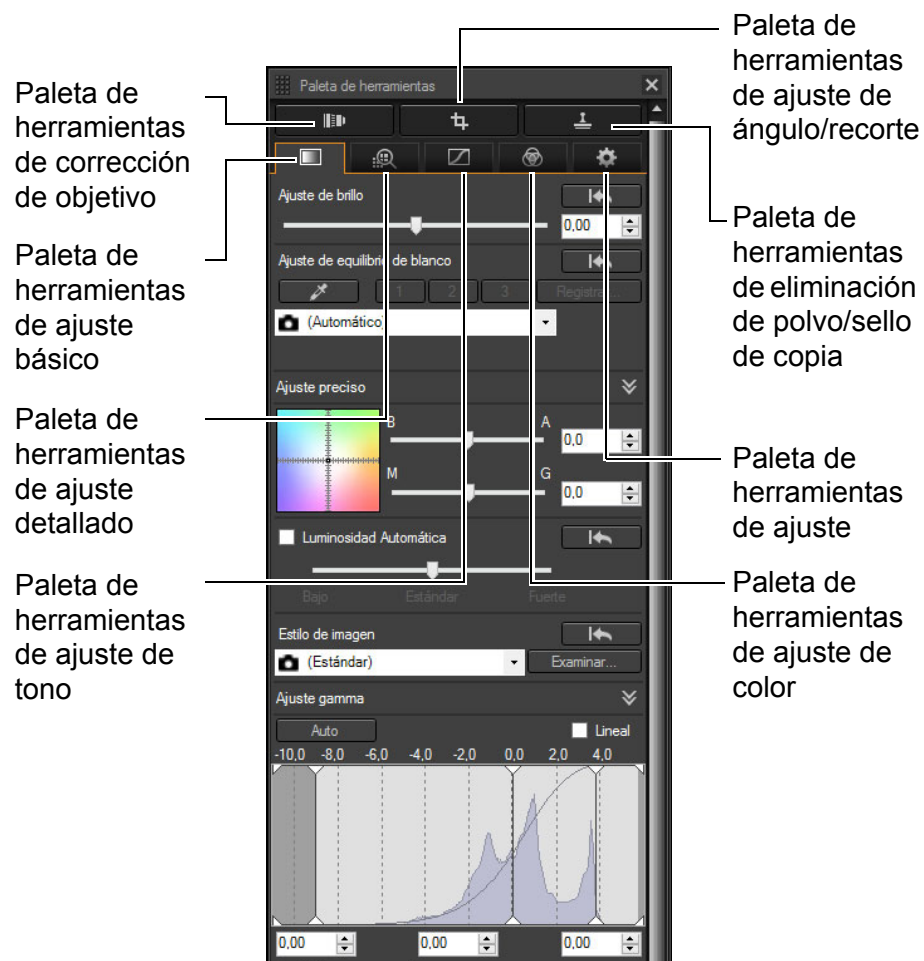 Paleta de
herramientas
de ajuste de
ángulo/recorte
Paleta de
herramientas
de corrección
de objetivo
Paleta de
herramientas
de ajuste
básico
Paleta de
herramientas
de ajuste
detallado
Paleta de
herramientas
de ajuste de
tono
Paleta de herramientas
Ajuste de brillo
0,00
Ajuste de equilibrio de blanco
1 2 3 Registrar...
(Automático)
Ajuste preciso
B A
0,0
M G
0,0
Luminosidad Automática
Bajo Estándar Fuerte
Estilo de imagen
(Estándar) Examinar...
Ajuste gamma
Auto Lineal
-10,0 -8,0 -6,0 -4,0 -2,0 0,0 2,0 4,0
0,00 0,00 0,00
Paleta de
herramientas
de eliminación
de polvo/sello
de copia
Paleta de
herramientas
de ajuste
Paleta de
herramientas
de ajuste de
color